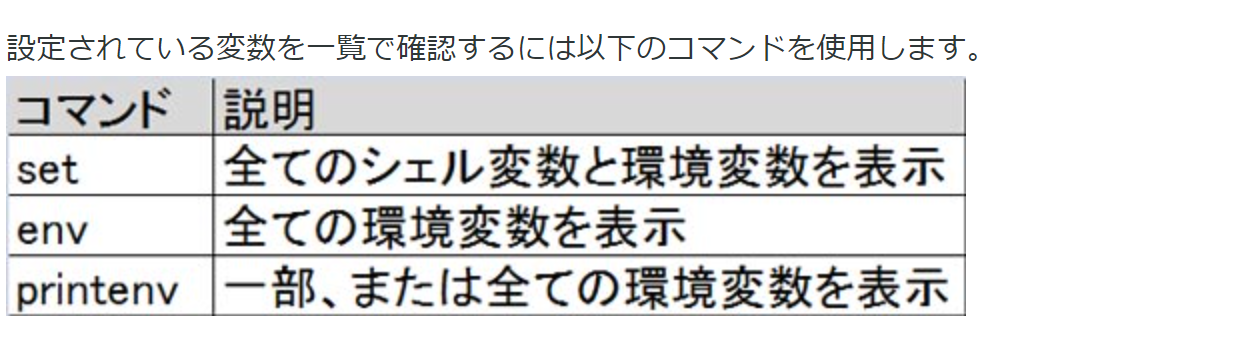 設定されている変数を一覧で確認するには以下のコマンドを使用します。
コマンド 説明
set 全てのシェル変数と環境変数を表示
env 全ての環境変数を表示
printenv 一部、または全ての環境変数を表示